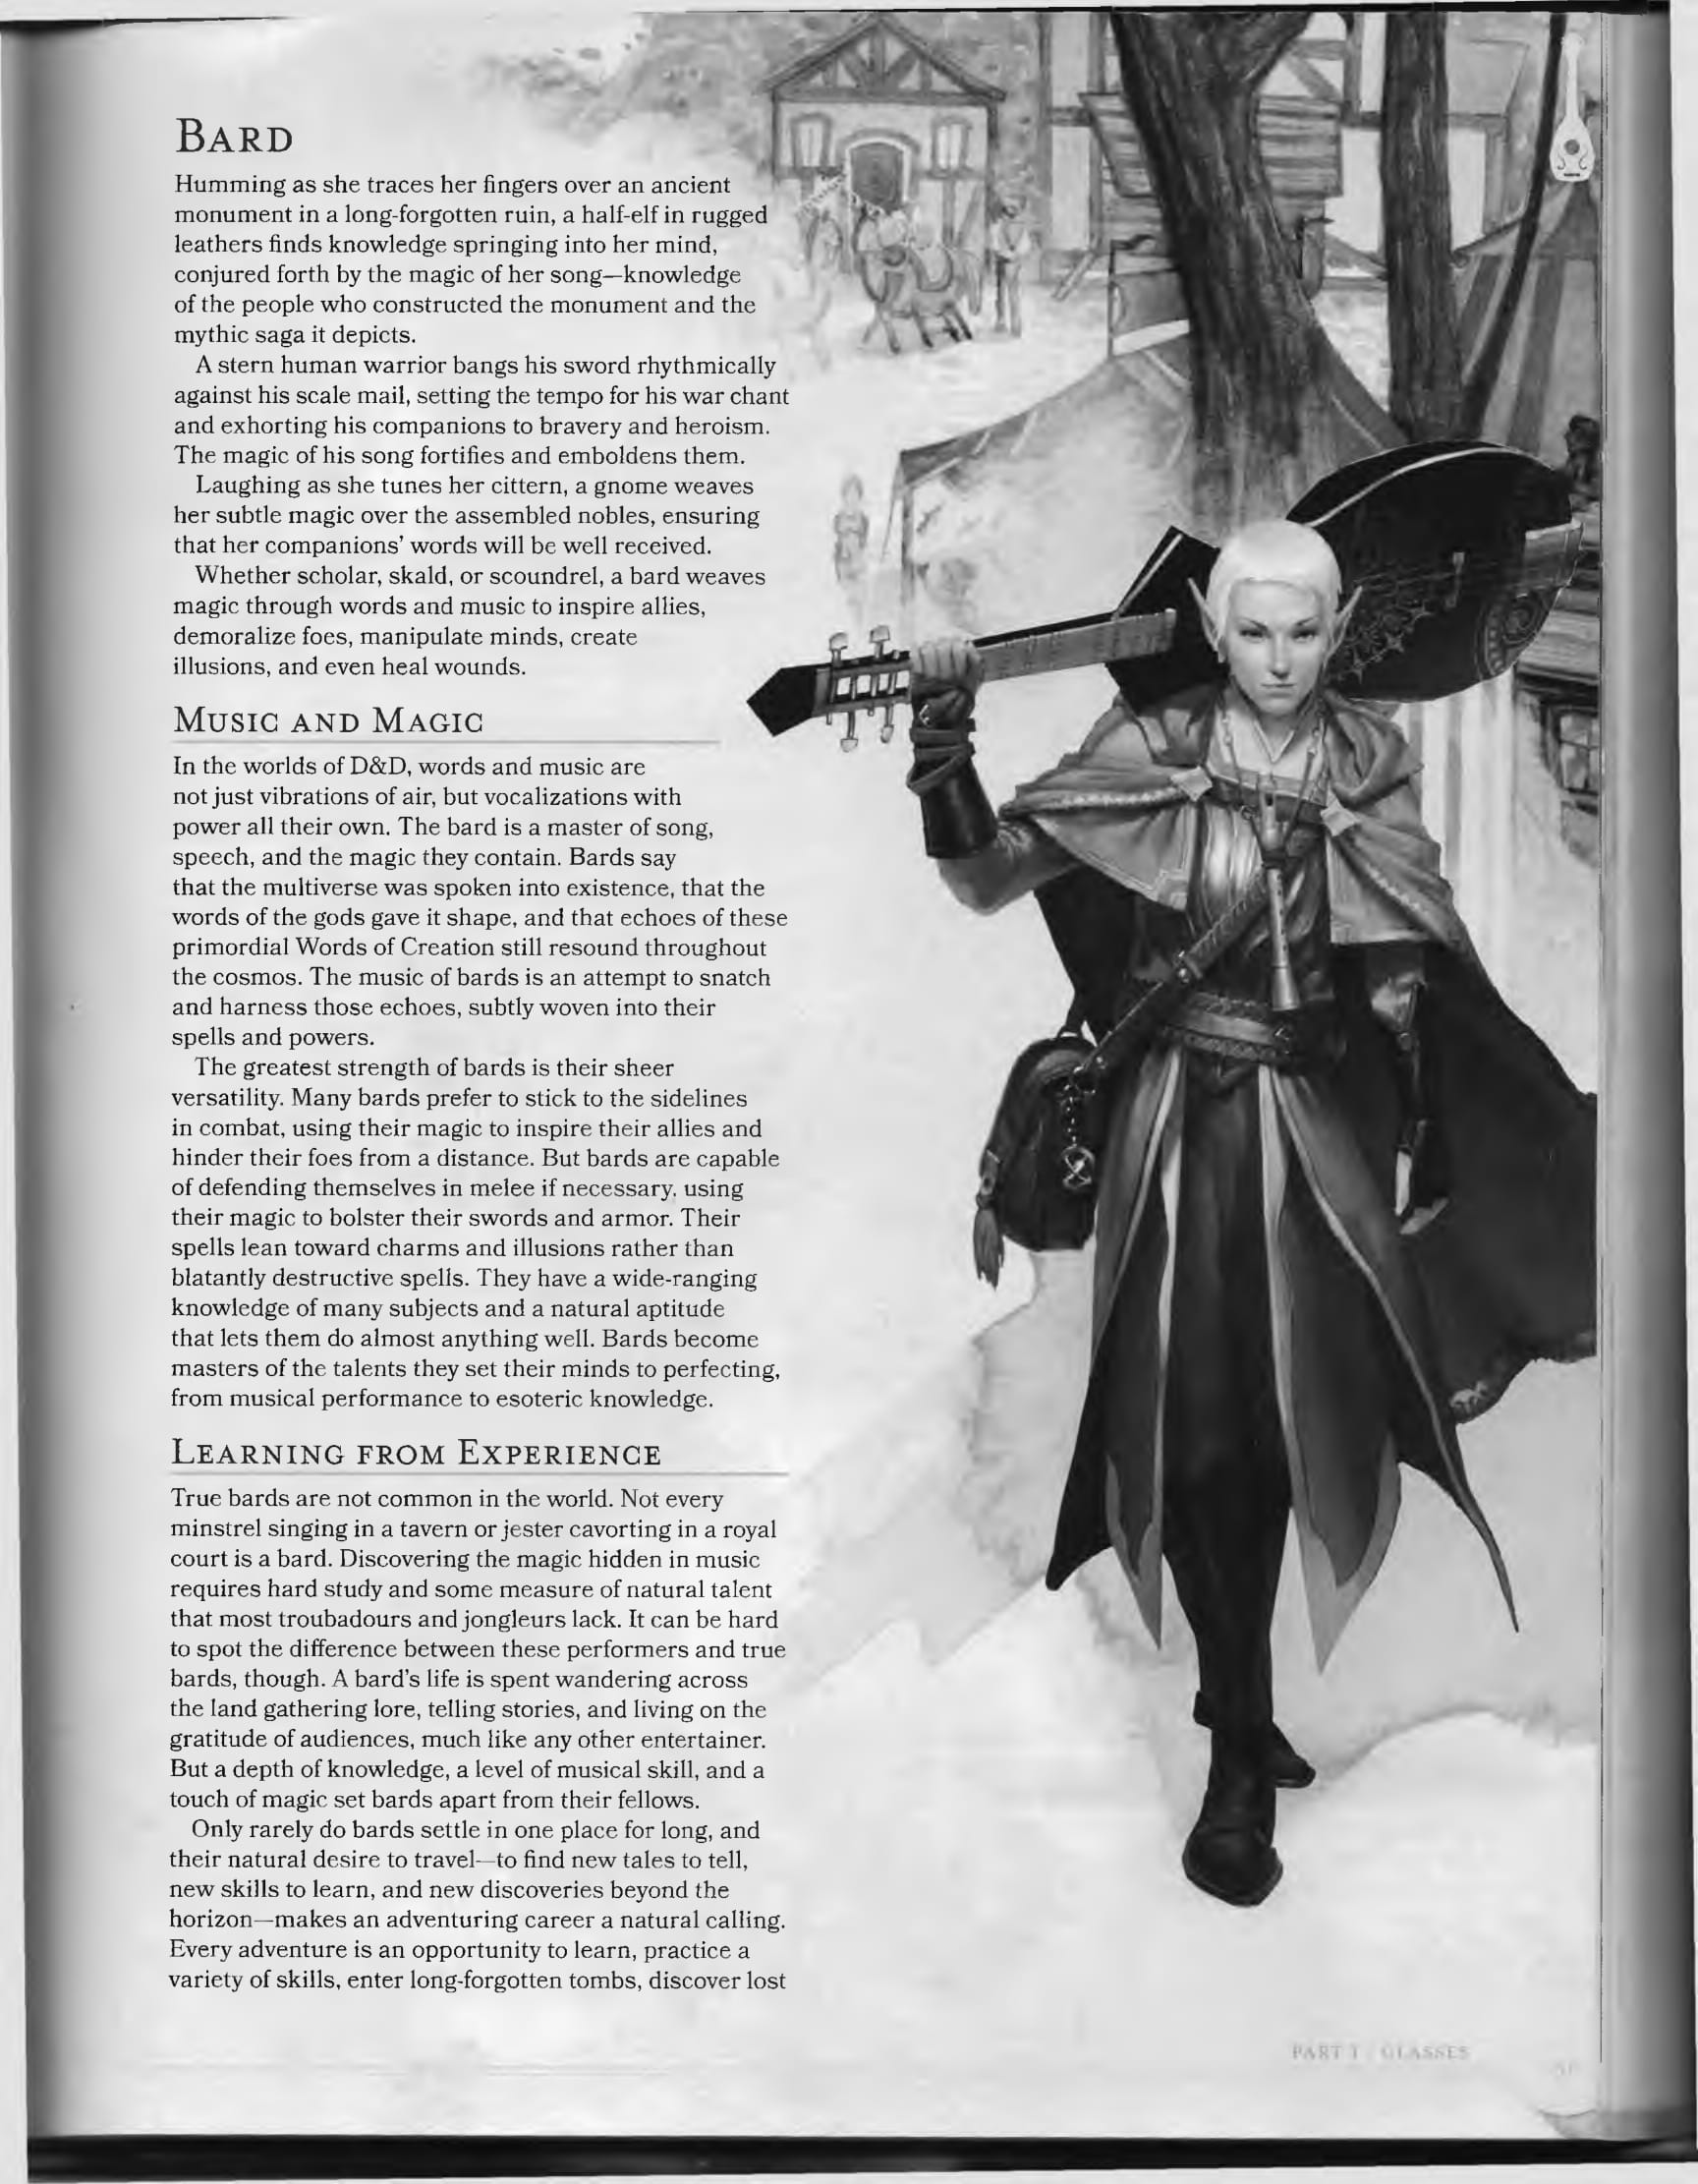 BARD
Humming as she traces her fingers over an ancient
monument in a long-forgotten ruin, a half-elf in rugged
leathers finds knowledge springing into her mind,
conjured forth by the magic of her song—knowledge
of the people who constructed the monument and the
mythic saga it depicts.
A stern human warrior bangs his sword rhythmically
against his scale mail, setting the tempo for his war chant
and exhorting his companions to bravery and heroism.
The magic of his song fortifies and emboldens them.
Laughing as she tunes her cittern, a gnome weaves
her subtle magic over the assembled nobles, ensuring
that her companions' words will be well received.
Whether scholar, skald, or scoundrel, a bard weaves
magic through words and music to inspire allies,
demoralize foes, manipulate minds, create
illusions, and even heal wounds.
MUSIC AND MAGIC
In the worlds of D&D, words and music are
not just vibrations of air, but vocalizations with
power all their own. The bard is a master of song,
speech, and the magic they contain. Bards say
that the multiverse was spoken into existence, that the
words of the gods gave it shape, and that echoes of these
primordial Words of Creation still resound throughout
the cosmos. The music of bards is an attempt to snatch
and harness those echoes, subtly woven into their
spells and powers.
The greatest strength of bards is their sheer
versatility. Many bards prefer to stick to the sidelines
in combat, using their magic to inspire their allies and
hinder their foes from a distance. But bards are capable
of defending themselves in melee if necessary, using
their magic to bolster their swords and armor. Their
spells lean toward charms and illusions rather than
blatantly destructive spells. They have a wide-ranging
knowledge of many subjects and a natural aptitude
that lets them do almost anything well. Bards become
masters of the talents they set their minds to perfecting,
from musical performance to esoteric knowledge.
LEARNING FROM EXPERIENCE
True bards are not common in the world. Not every
minstrel singing in a tavern or jester cavorting in a royal
court is a bard. Discovering the magic hidden in music
requires hard study and some measure of natural talent
that most troubadours and jongleurs lack. It can be hard
to spot the difference between these performers and true
bards, though. A bard's life is spent wandering across
the land gathering lore, telling stories, and living on the
gratitude of audiences, much like any other entertainer.
But a depth of knowledge, a level of musical skill, and a
touch of magic set bards apart from their fellows.
Only rarely do bards settle in one place for long, and
their natural desire to travel—to find new tales to tell,
new skills to learn, and new discoveries beyond the
horizon—makes an adventuring career a natural calling.
Every adventure is an opportunity to learn, practice a
variety of skills, enter long-forgotten tombs, discover lost
PART 1 CLASSES